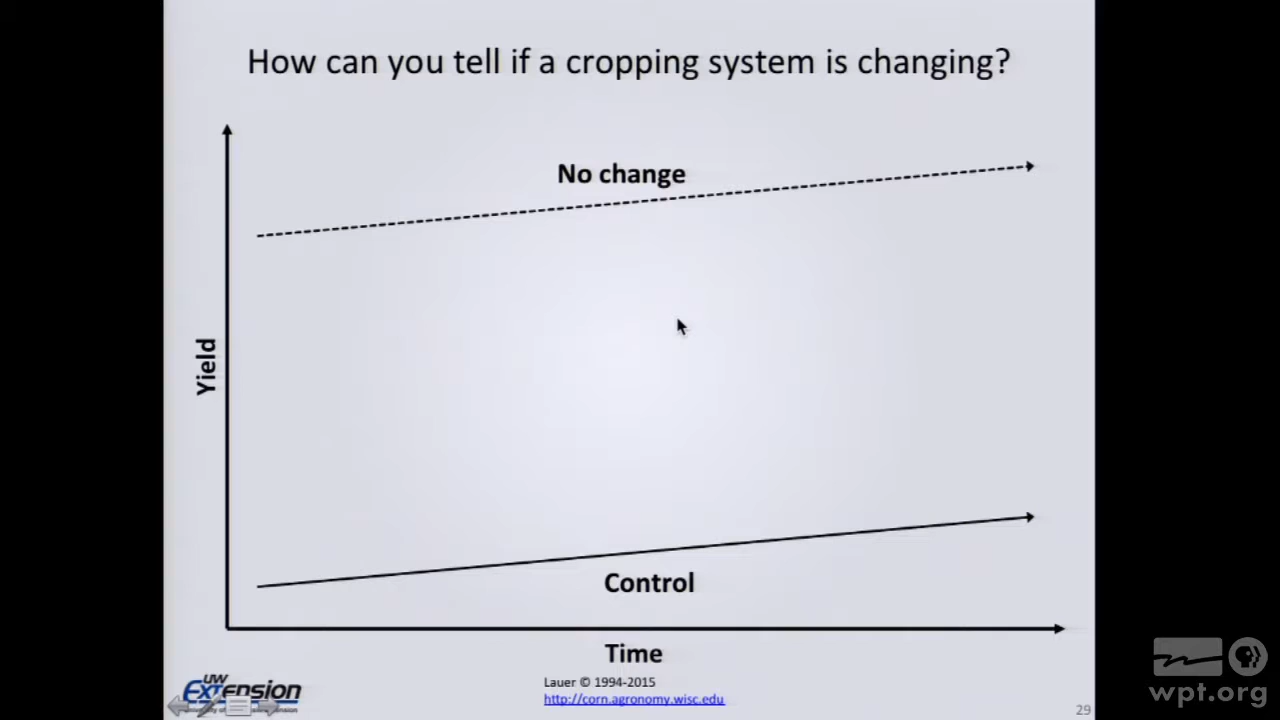 How can you tell if a cropping system is changing?
No change
Yield
Control
Time
UW
Extension
Lauer © 1994-2015
http://corn.agronomy.wisc.edu
29
wpt.org